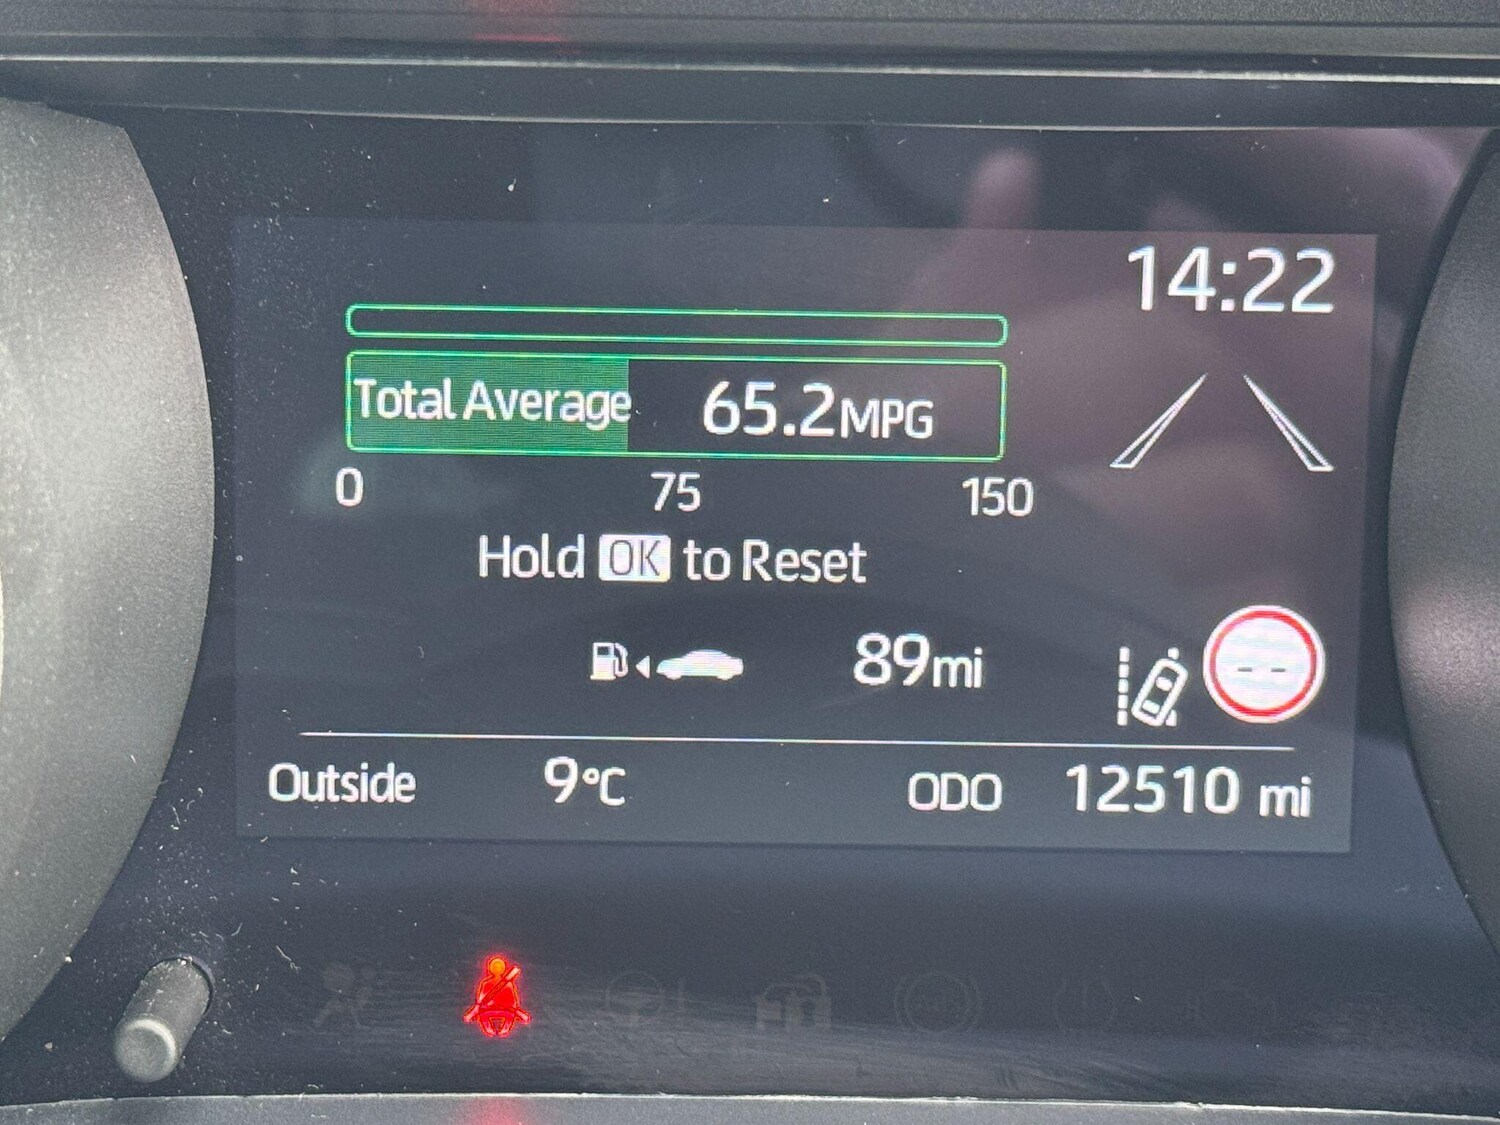 14:22
Total Average 65.2MPG
0 75 150
Hold OK to Reset
89mi
--
Outside 9°C ODO 12510 mi